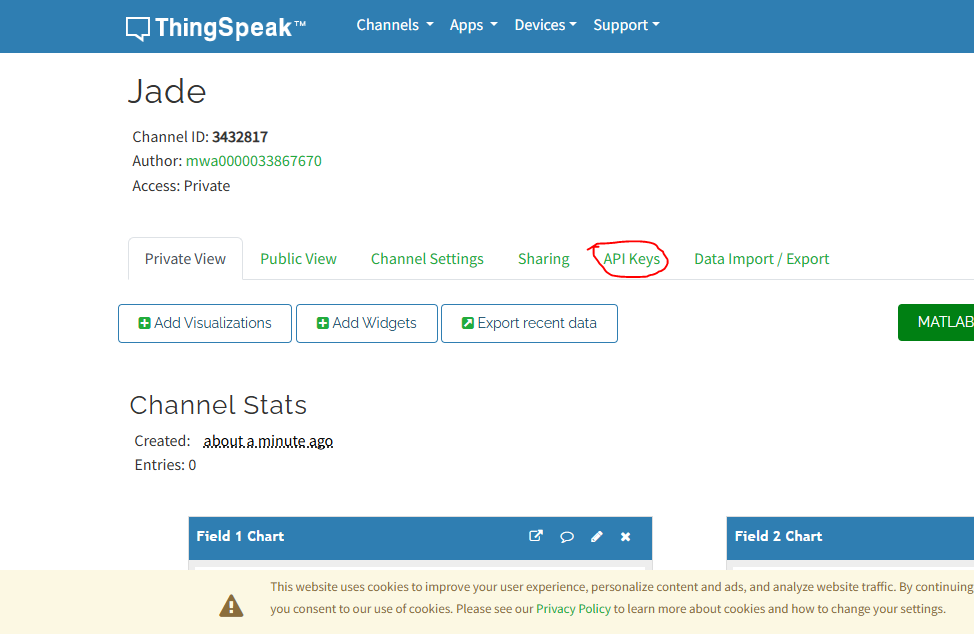 ThingSpeak™ Channels Apps Devices Support
Jade
Channel ID: 3432817
Author: mwa0000033867670
Access: Private
Private View Public View Channel Settings Sharing API Keys Data Import / Export
Add Visualizations Add Widgets Export recent data MATLAB
Channel Stats
Created: about a minute ago
Entries: 0
Field 1 Chart Field 2 Chart
This website uses cookies to improve your user experience, personalize content and ads, and analyze website traffic. By continuing
you consent to our use of cookies. Please see our Privacy Policy to learn more about cookies and how to change your settings.